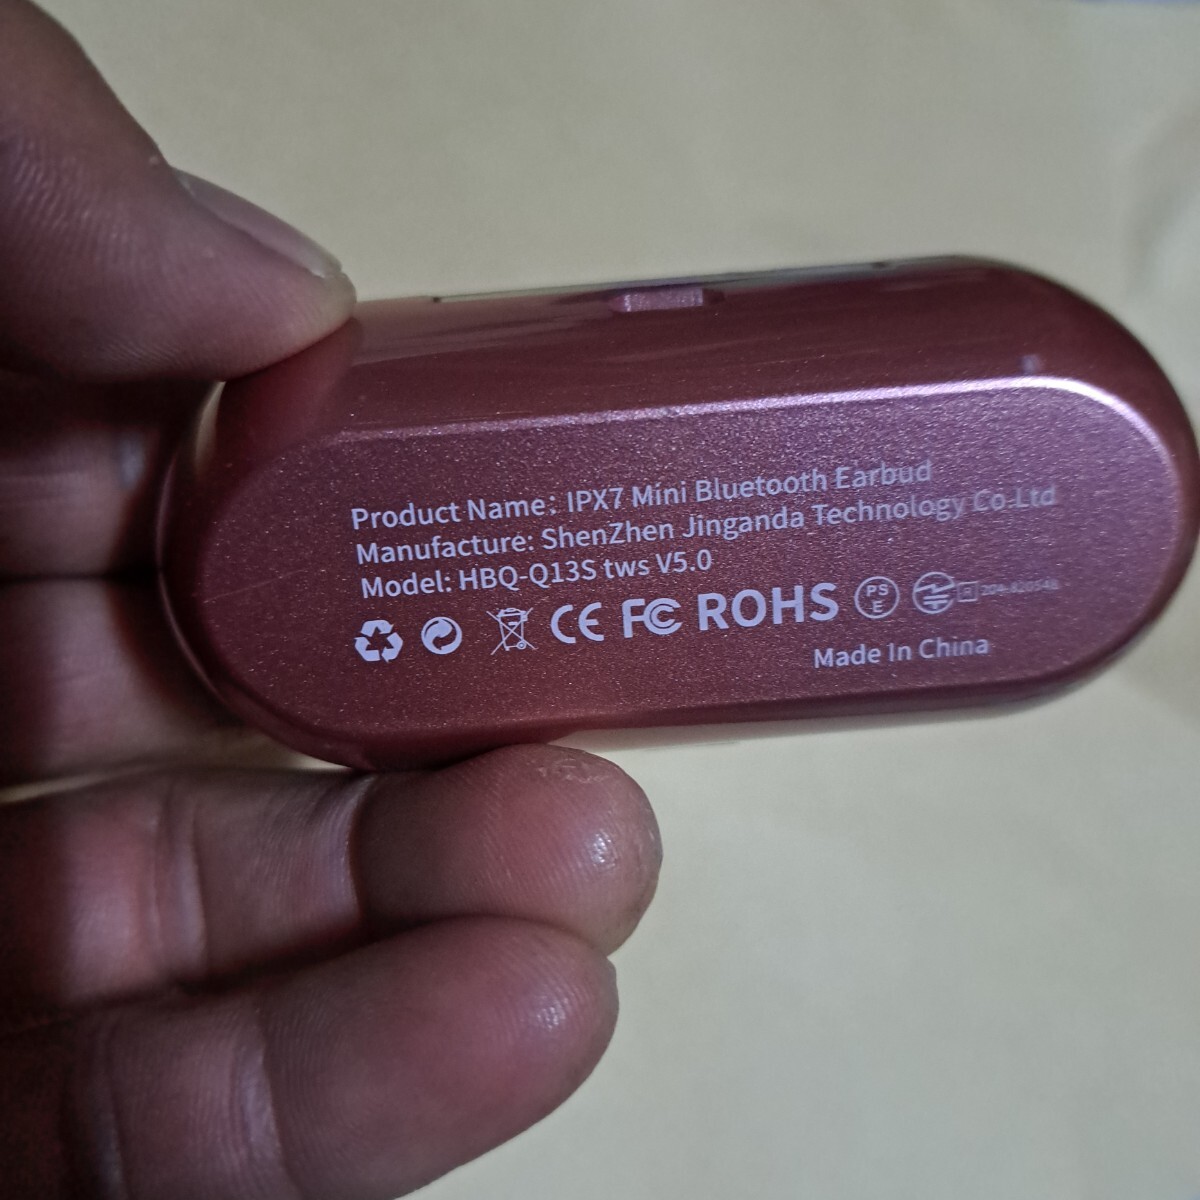 Product Name: IPX7 Mini Bluetooth Earbud
Manufacture: ShenZhen Jinganda Technology Co.Ltd
Model: HBQ-Q13S tws V5.0
CE FC ROHS PS E R
Made In China